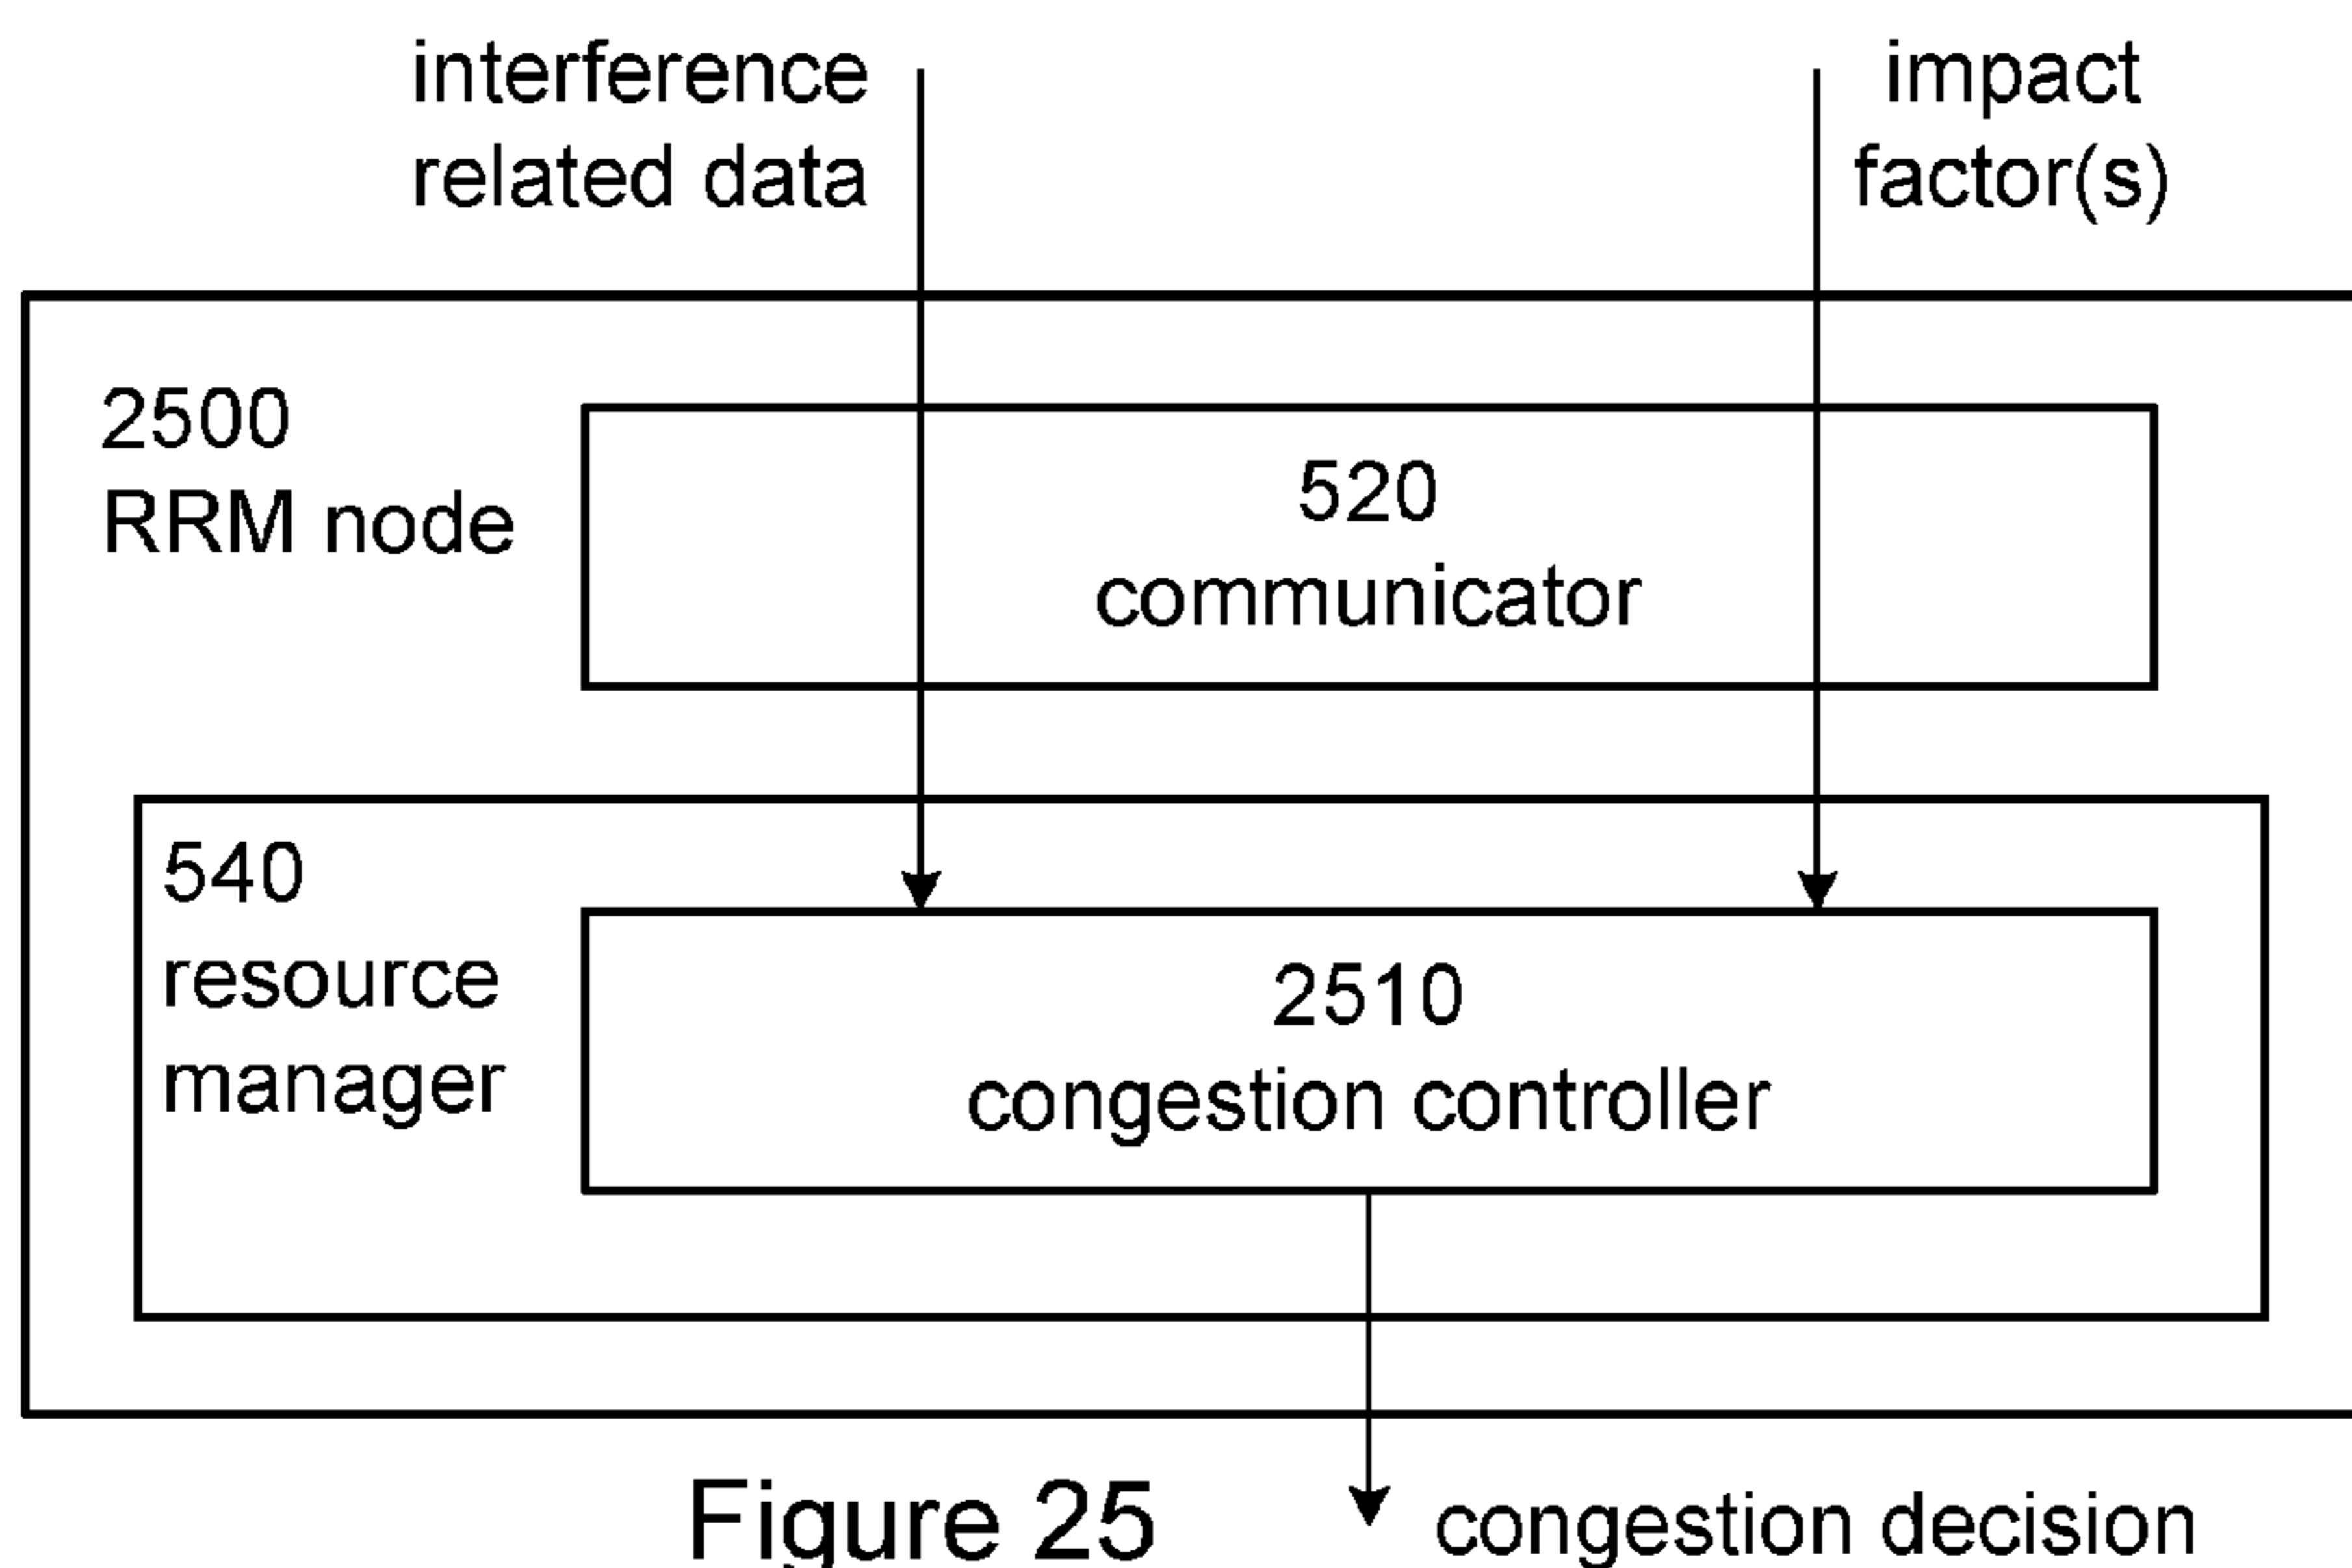 interference
related data
impact
factor(s)
2500
RRM node
520
communicator
540
resource
manager
2510
congestion controller
Figure 25
congestion decision